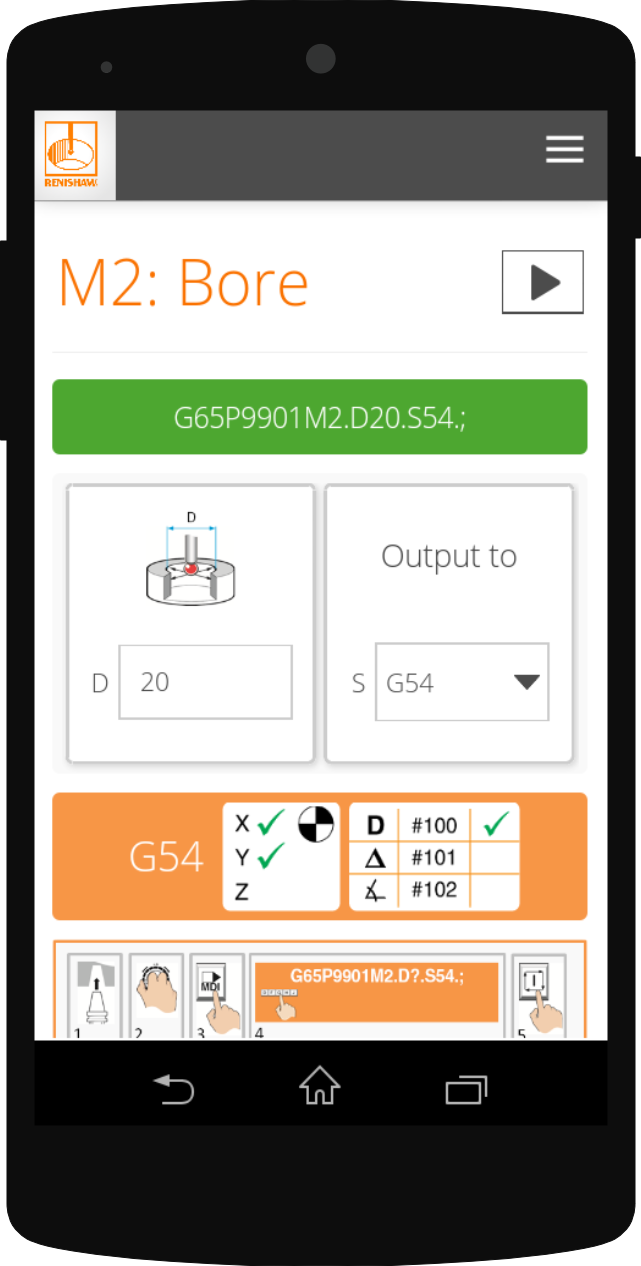 RENISHAW
M2: Bore
G65P9901M2.D20.S54.;
D
Output to
D 20
S G54
G54
X
Y
Z
D #100
Δ #101
∡ #102
G65P9901M2.D?.S54.;
MDI
1 2 3 4 5